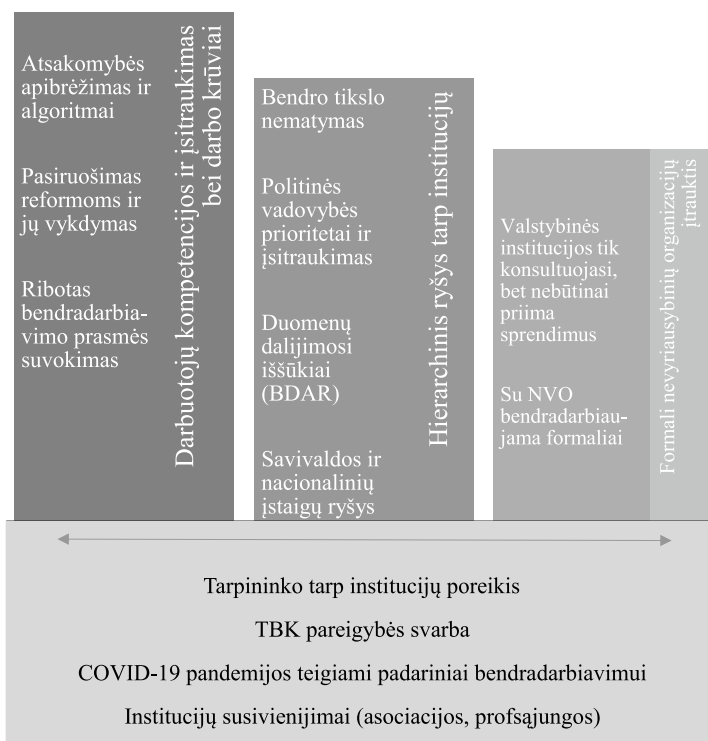 Atsakomybės
apibrėžimas ir
algoritmai
Pasiruošimas
reformoms ir
jų vykdymas
Ribotas
bendradarbia-
vimo prasmės
suvokimas
Darbuotojų kompetencijos ir įsitraukimas
bei darbo krūviai
Bendro tikslo
nematymas
Politinės
vadovybės
prioritetai ir
įsitraukimas
Duomenų
dalijimosi
iššūkiai
(BDAR)
Savivaldos ir
nacionalinių
įstaigų ryšys
Hierarchinis ryšys tarp institucijų
Valstybinės
institucijos tik
konsultuojasi,
bet nebūtinai
priima
sprendimus
Su NVO
bendradarbiau-
jama formaliai
Formali nevyriausybinių organizacijų
įtrauktis
Tarpininko tarp institucijų poreikis
TBK pareigybės svarba
COVID-19 pandemijos teigiami padariniai bendradarbiavimui
Institucijų susivienijimai (asociacijos, profsąjungos)